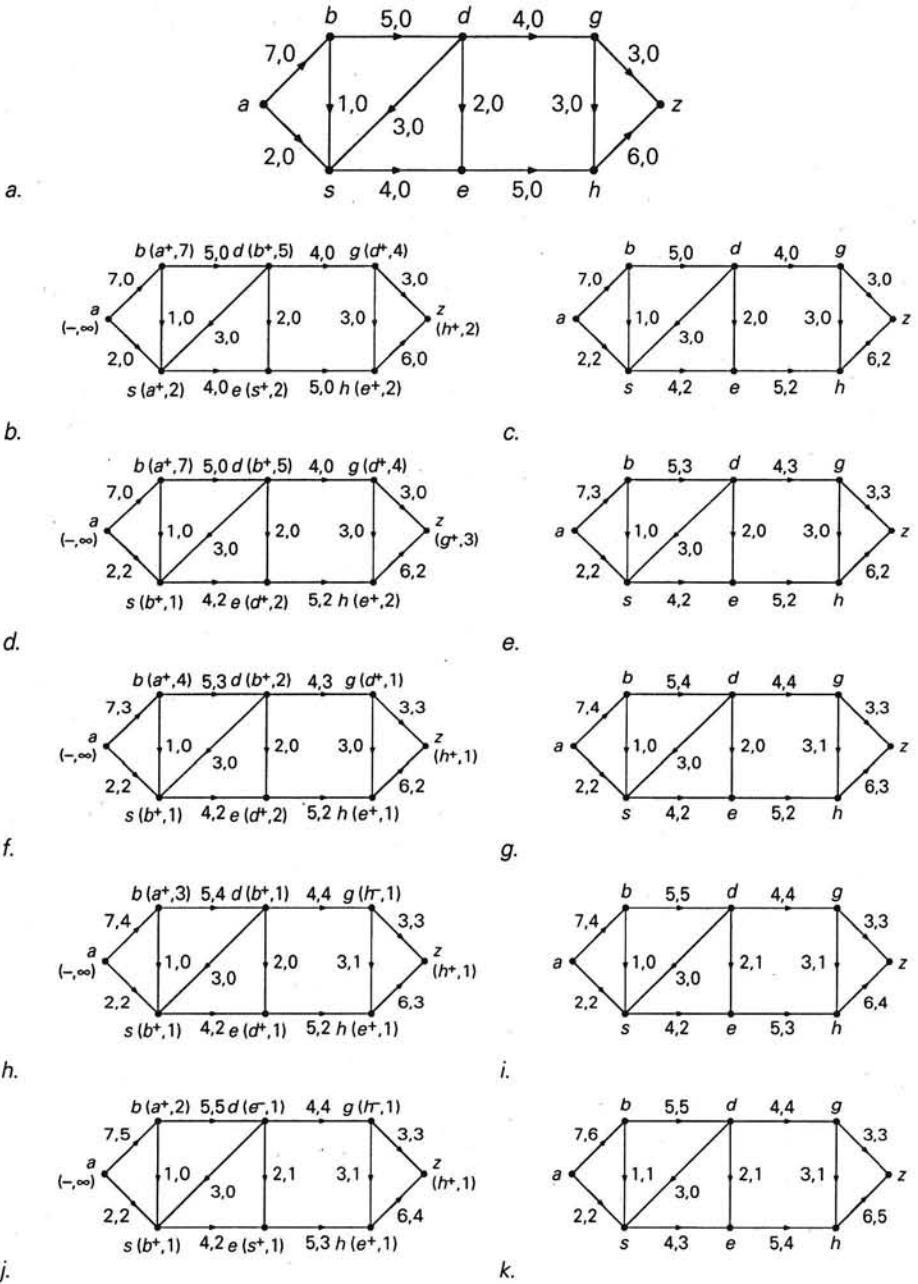 b 5,0 d 4,0 g
7,0 3,0
a 1,0 3,0 2,0 3,0 z
2,0 6,0
s 4,0 e 5,0 h
a.
b (a⁺,7) 5,0 d (b⁺,5) 4,0 g (d⁺,4)
7,0 3,0
a (–,∞) 1,0 3,0 2,0 3,0 z (h⁺,2)
2,0 6,0
s (a⁺,2) 4,0 e (s⁺,2) 5,0 h (e⁺,2)
b.
b 5,0 d 4,0 g
7,0 3,0
a 1,0 3,0 2,0 3,0 z
2,2 6,2
s 4,2 e 5,2 h
c.
b (a⁺,7) 5,0 d (b⁺,5) 4,0 g (d⁺,4)
7,0 3,0
a (–,∞) 1,0 3,0 2,0 3,0 z (g⁺,3)
2,2 6,2
s (b⁺,1) 4,2 e (d⁺,2) 5,2 h (e⁺,2)
d.
b 5,3 d 4,3 g
7,3 3,3
a 1,0 3,0 2,0 3,0 z
2,2 6,2
s 4,2 e 5,2 h
e.
b (a⁺,4) 5,3 d (b⁺,2) 4,3 g (d⁺,1)
7,3 3,3
a (–,∞) 1,0 3,0 2,0 3,0 z (h⁺,1)
2,2 6,2
s (b⁺,1) 4,2 e (d⁺,2) 5,2 h (e⁺,1)
f.
b 5,4 d 4,4 g
7,4 3,3
a 1,0 3,0 2,0 3,1 z
2,2 6,3
s 4,2 e 5,2 h
g.
b (a⁺,3) 5,4 d (b⁺,1) 4,4 g (h⁻,1)
7,4 3,3
a (–,∞) 1,0 3,0 2,0 3,1 z (h⁺,1)
2,2 6,3
s (b⁺,1) 4,2 e (d⁺,1) 5,2 h (e⁺,1)
h.
b 5,5 d 4,4 g
7,4 3,3
a 1,0 3,0 2,1 3,1 z
2,2 6,4
s 4,2 e 5,3 h
i.
b (a⁺,2) 5,5 d (e⁻,1) 4,4 g (h⁻,1)
7,5 3,3
a (–,∞) 1,0 3,0 2,1 3,1 z (h⁺,1)
2,2 6,4
s (b⁺,1) 4,2 e (s⁺,1) 5,3 h (e⁺,1)
j.
b 5,5 d 4,4 g
7,6 3,3
a 1,1 3,0 2,1 3,1 z
2,2 6,5
s 4,3 e 5,4 h
k.